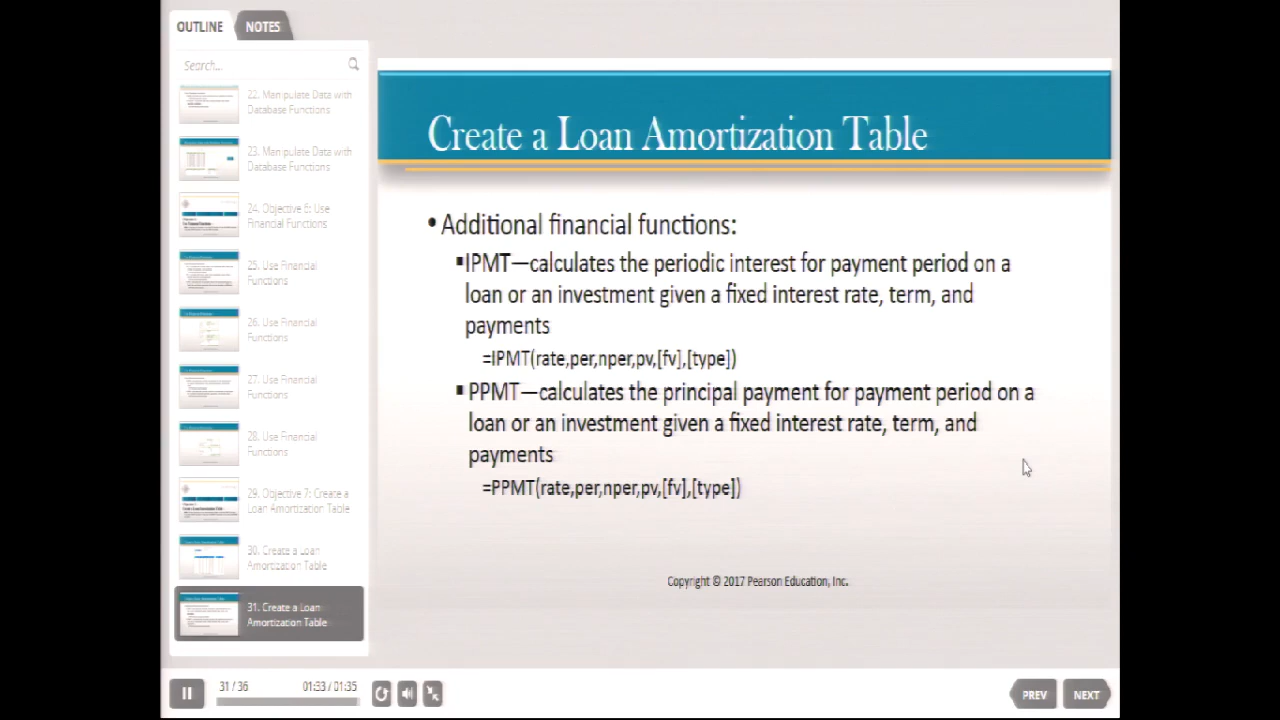 OUTLINE
NOTES
Search...
22. Manipulate Data with
Database Functions
23. Manipulate Data with
Database Functions
24. Objective 6: Use
Financial Functions
25. Use Financial
Functions
26. Use Financial
Functions
27. Use Financial
Functions
28. Use Financial
Functions
29. Objective 7: Create a
Loan Amortization Table
30. Create a Loan
Amortization Table
31. Create a Loan
Amortization Table
Create a Loan Amortization Table
• Additional financial functions:
▪IPMT—calculates the periodic interest for payment period on a
loan or an investment given a fixed interest rate, term, and
payments
=IPMT(rate,per,nper,pv,[fv],[type])
▪ PPMT—calculates the principal payment for payment period on a
loan or an investment given a fixed interest rate, term, and
payments
=PPMT(rate,per,nper,pv,[fv],[type])
Copyright © 2017 Pearson Education, Inc.
31 / 36
01:33 / 01:35
PREV
NEXT